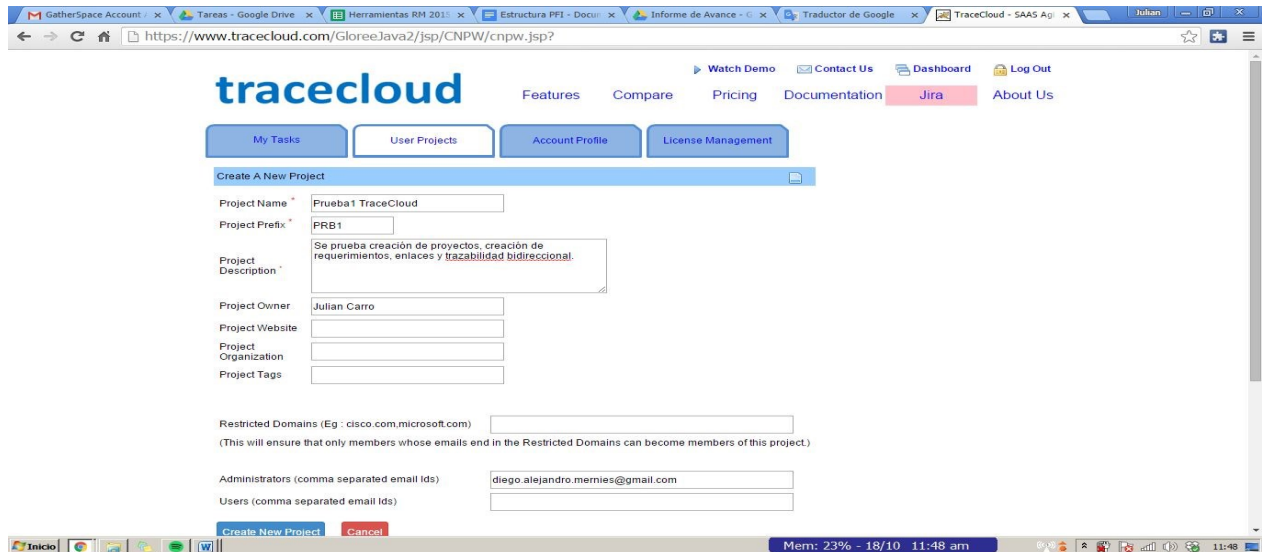 GatherSpace Account
Tareas - Google Drive
Herramientas RM 2015
Estructura PFI - Docum
Informe de Avance - G
Traductor de Google
TraceCloud - SAAS Agi
Julian
https://www.tracecloud.com/GloreeJava2/jsp/CNPW/cnpw.jsp?
Watch Demo Contact Us Dashboard Log Out
tracecloud
Features Compare Pricing Documentation Jira About Us
My Tasks User Projects Account Profile License Management
Create A New Project
Project Name * Prueba1 TraceCloud
Project Prefix * PRB1
Project Description * Se prueba creación de proyectos, creación de
requerimientos, enlaces y trazabilidad bidireccional.
Project Owner Julian Carro
Project Website
Project
Organization
Project Tags
Restricted Domains (Eg : cisco.com,microsoft.com)
(This will ensure that only members whose emails end in the Restricted Domains can become members of this project.)
Administrators (comma separated email Ids) diego.alejandro.mernies@gmail.com
Users (comma separated email Ids)
Create New Project Cancel
Inicio
Mem: 23% - 18/10 11:48 am
11:48